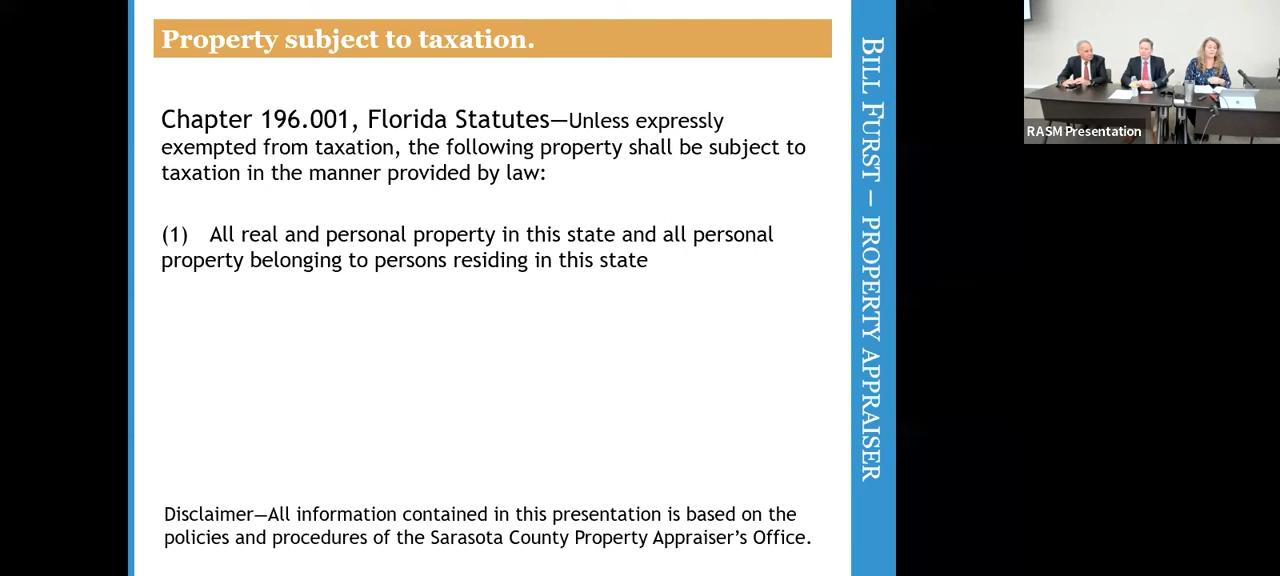 Property subject to taxation.
Chapter 196.001, Florida Statutes—Unless expressly
exempted from taxation, the following property shall be subject to
taxation in the manner provided by law:
(1) All real and personal property in this state and all personal
property belonging to persons residing in this state
Disclaimer—All information contained in this presentation is based on the
policies and procedures of the Sarasota County Property Appraiser's Office.
BILL FURST – PROPERTY APPRAISER
RASM Presentation